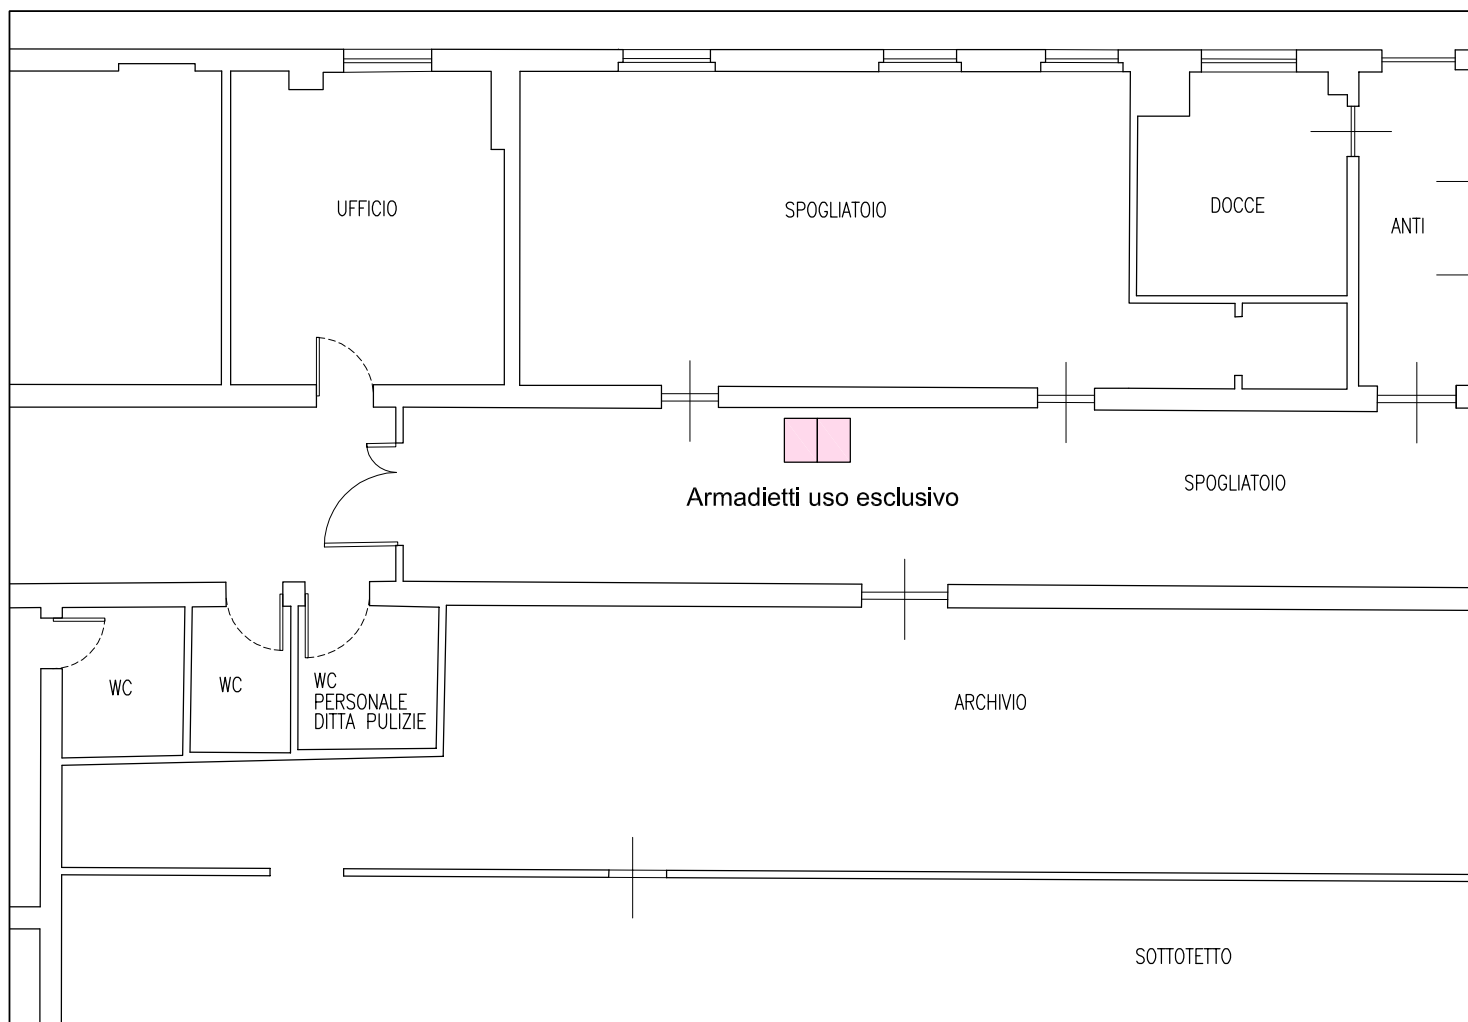 UFFICIO
SPOGLIATOIO
DOCCE
ANTI
Armadietti uso esclusivo
SPOGLIATOIO
WC
WC
WC
PERSONALE
DITTA PULIZIE
ARCHIVIO
SOTTOTETTO